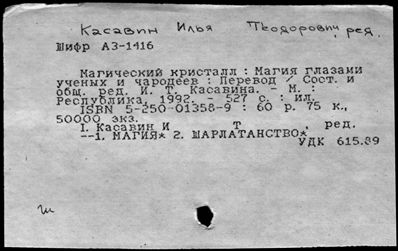 Касавин Илья Теодорович, ред.
Шифр АЗ-1416
Магический кристалл : Магия глазами
ученых и чародеев : Перевод / Сост. и
общ. ред. И. Т. Касавина. - М. :
Республика, 1992. - 527 с. : ил.
ISBN 5-250-01358-9 : 60 р. 75 к.,
50000 экз.
I. Касавин И Т , ред.
--1. МАГИЯ* 2. ШАРЛАТАНСТВО*
УДК 615.89